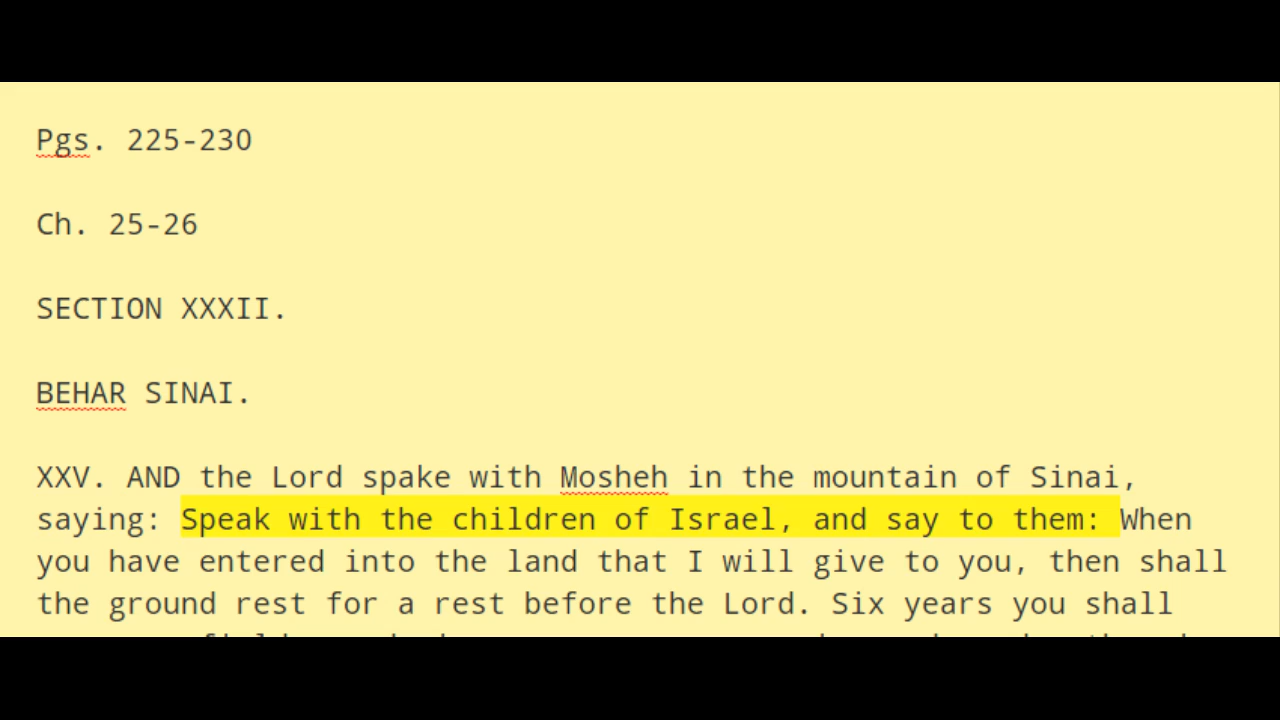 Pgs. 225-230
Ch. 25-26
SECTION XXXII.
BEHAR SINAI.
XXV. AND the Lord spake with Mosheh in the mountain of Sinai,
saying: Speak with the children of Israel, and say to them: When
you have entered into the land that I will give to you, then shall
the ground rest for a rest before the Lord. Six years you shall